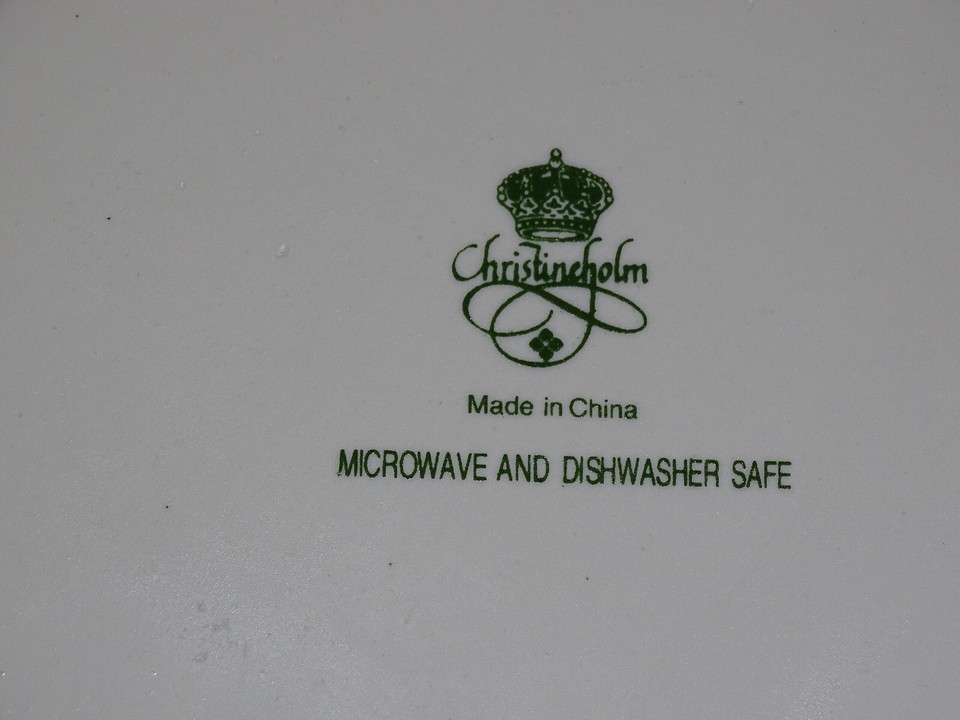 Christineholm
Made in China
MICROWAVE AND DISHWASHER SAFE